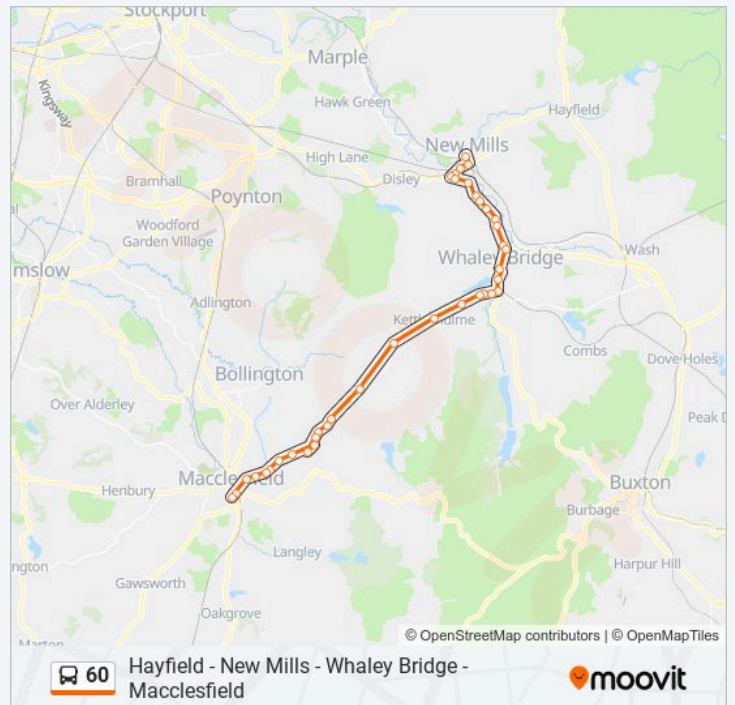 Stockport
Marple
Kingsway
Hawk Green
Hayfield
New Mills
High Lane
Disley
Bramhall
Poynton
Woodford
Garden Village
Whaley Bridge
Wash
mslow
Adlington
Combs
Dove Holes
Bollington
Over Alderley
Peak D
Henbury
Buxton
Burbage
Langley
Harpur Hill
ngton
Gawsworth
Oakgrove
Marton
© OpenStreetMap contributors | © OpenMapTiles
60 Hayfield - New Mills - Whaley Bridge -
Macclesfield
moovit